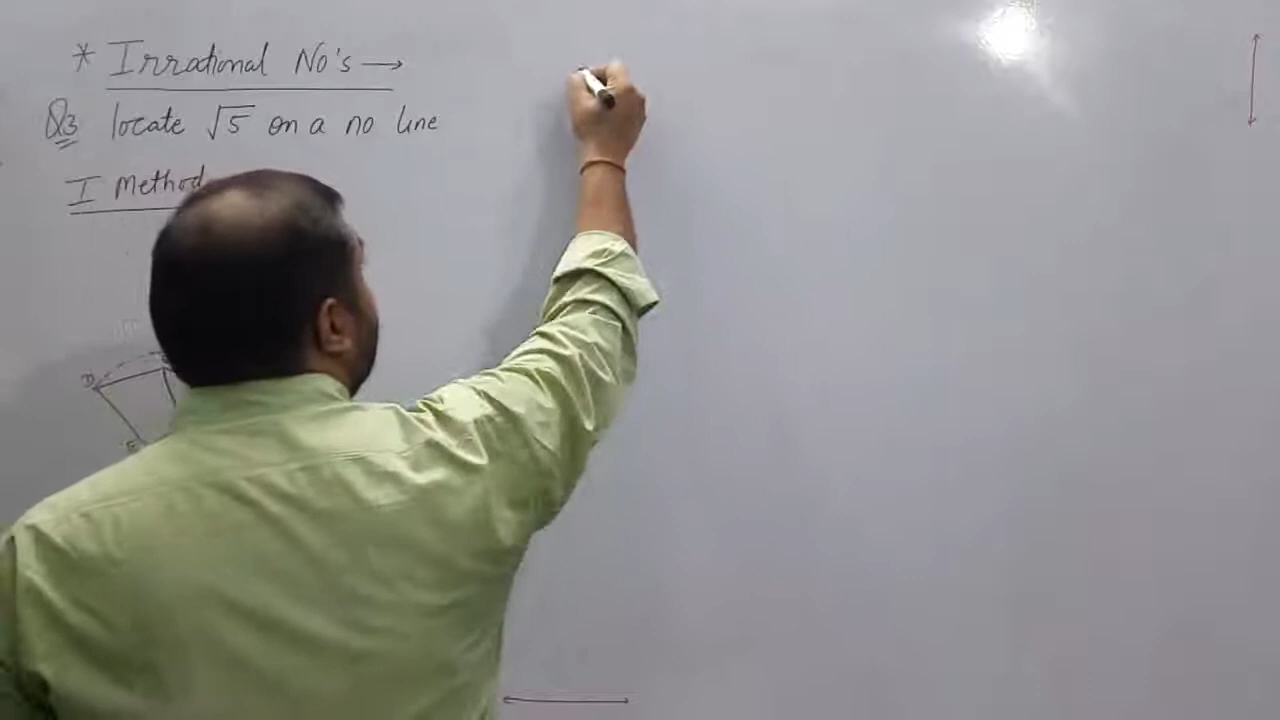 * Irrational No's →
Q3 locate √5 on a no line
I Method
D
E